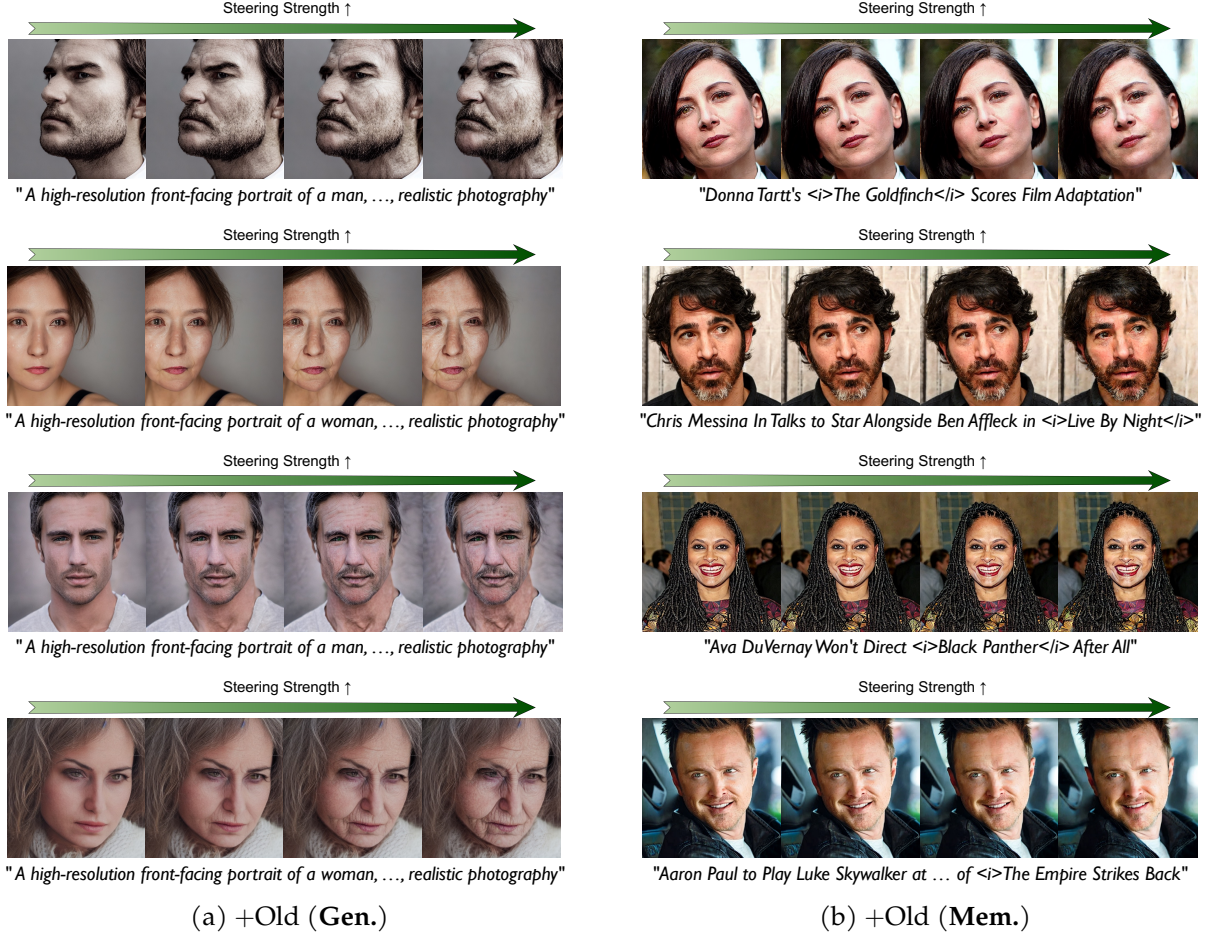 Steering Strength ↑
" A high-resolution front-facing portrait of a man, …, realistic photography"
Steering Strength ↑
" A high-resolution front-facing portrait of a woman, …, realistic photography"
Steering Strength ↑
" A high-resolution front-facing portrait of a man, …, realistic photography"
Steering Strength ↑
" A high-resolution front-facing portrait of a woman, …, realistic photography"
(a) +Old (Gen.)
Steering Strength ↑
"Donna Tartt's <i>The Goldfinch</i> Scores Film Adaptation"
Steering Strength ↑
"Chris Messina In Talks to Star Alongside Ben Affleck in <i>Live By Night</i>"
Steering Strength ↑
"Ava DuVernay Won't Direct <i>Black Panther</i> After All"
Steering Strength ↑
"Aaron Paul to Play Luke Skywalker at … of <i>The Empire Strikes Back"
(b) +Old (Mem.)